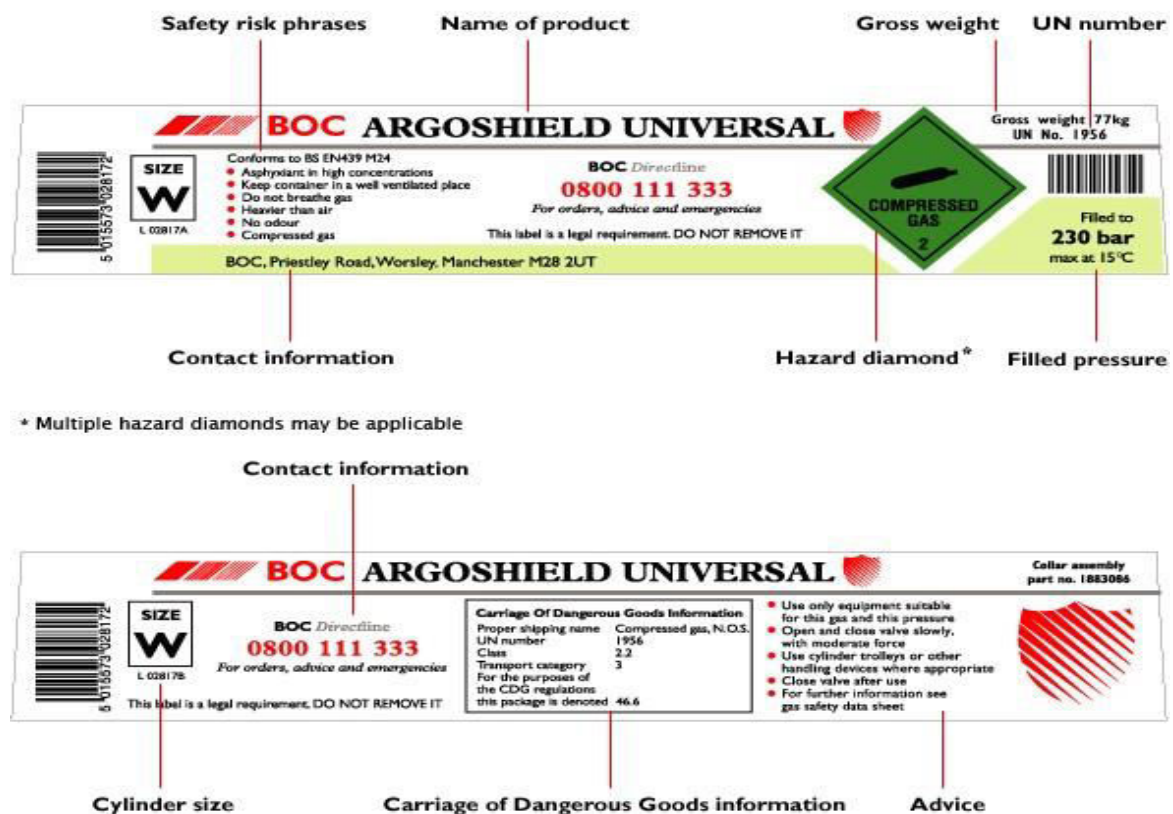 Safety risk phrases
Name of product
Gross weight
UN number
BOC ARGOSHIELD UNIVERSAL
Gross weight 77kg
UN No. 1956
5 015573 028172
SIZE
W
L 02817A
Conforms to BS EN439 M24
Asphyxiant in high concentrations
Keep container in a well ventilated place
Do not breathe gas
Heavier than air
No odour
Compressed gas
BOC Directline
0800 111 333
For orders, advice and emergencies
This label is a legal requirement. DO NOT REMOVE IT
COMPRESSED
GAS
2
Filled to
230 bar
max at 15°C
BOC, Priestley Road, Worsley, Manchester M28 2UT
Contact information
Hazard diamond*
Filled pressure
* Multiple hazard diamonds may be applicable
Contact information
BOC ARGOSHIELD UNIVERSAL
Collar assembly
part no. 1883086
5 015573 028172
SIZE
W
L 02817B
BOC Directline
0800 111 333
For orders, advice and emergencies
This label is a legal requirement. DO NOT REMOVE IT
Carriage Of Dangerous Goods Information
Proper shipping name Compressed gas, N.O.S.
UN number 1956
Class 2.2
Transport category 3
For the purposes of
the CDG regulations
this package is denoted 46.6
Use only equipment suitable
for this gas and this pressure
Open and close valve slowly,
with moderate force
Use cylinder trolleys or other
handling devices where appropriate
Close valve after use
For further information see
gas safety data sheet
Cylinder size
Carriage of Dangerous Goods information
Advice